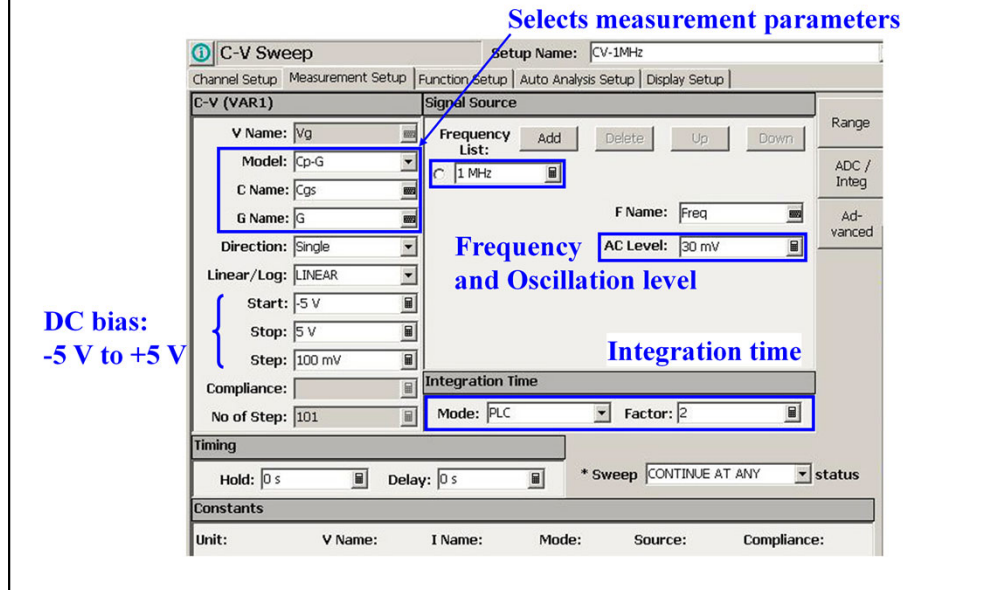 Selects measurement parameters
C-V Sweep Setup Name: CV-1MHz
Channel Setup Measurement Setup Function Setup Auto Analysis Setup Display Setup
C-V (VAR1) Signal Source
Range
V Name: Vg Frequency List: Add Delete Up Down
Model: Cp-G 1 MHz ADC / Integ
C Name: Cgs
G Name: G F Name: Freq Ad-vanced
Direction: Single Frequency AC Level: 30 mV
Linear/Log: LINEAR and Oscillation level
Start: -5 V
DC bias:
Stop: 5 V
-5 V to +5 V Step: 100 mV Integration time
Compliance: Integration Time
No of Step: 101 Mode: PLC Factor: 2
Timing
Hold: 0 s Delay: 0 s * Sweep CONTINUE AT ANY status
Constants
Unit: V Name: I Name: Mode: Source: Compliance: